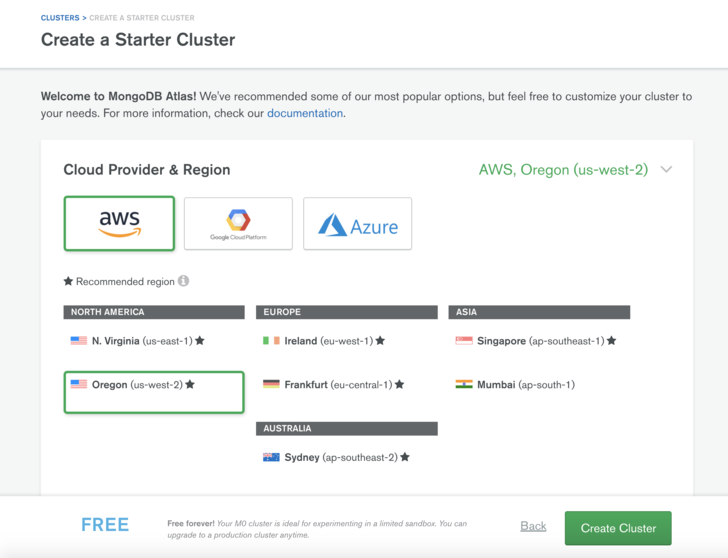 CLUSTERS > CREATE A STARTER CLUSTER
Create a Starter Cluster
Welcome to MongoDB Atlas! We've recommended some of our most popular options, but feel free to customize your cluster to
your needs. For more information, check our documentation.
Cloud Provider & Region
AWS, Oregon (us-west-2)
aws
Google Cloud Platform
Azure
★ Recommended region
NORTH AMERICA
N. Virginia (us-east-1) ★
Oregon (us-west-2) ★
EUROPE
Ireland (eu-west-1) ★
Frankfurt (eu-central-1) ★
AUSTRALIA
Sydney (ap-southeast-2) ★
ASIA
Singapore (ap-southeast-1) ★
Mumbai (ap-south-1)
FREE
Free forever! Your M0 cluster is ideal for experimenting in a limited sandbox. You can
upgrade to a production cluster anytime.
Back
Create Cluster